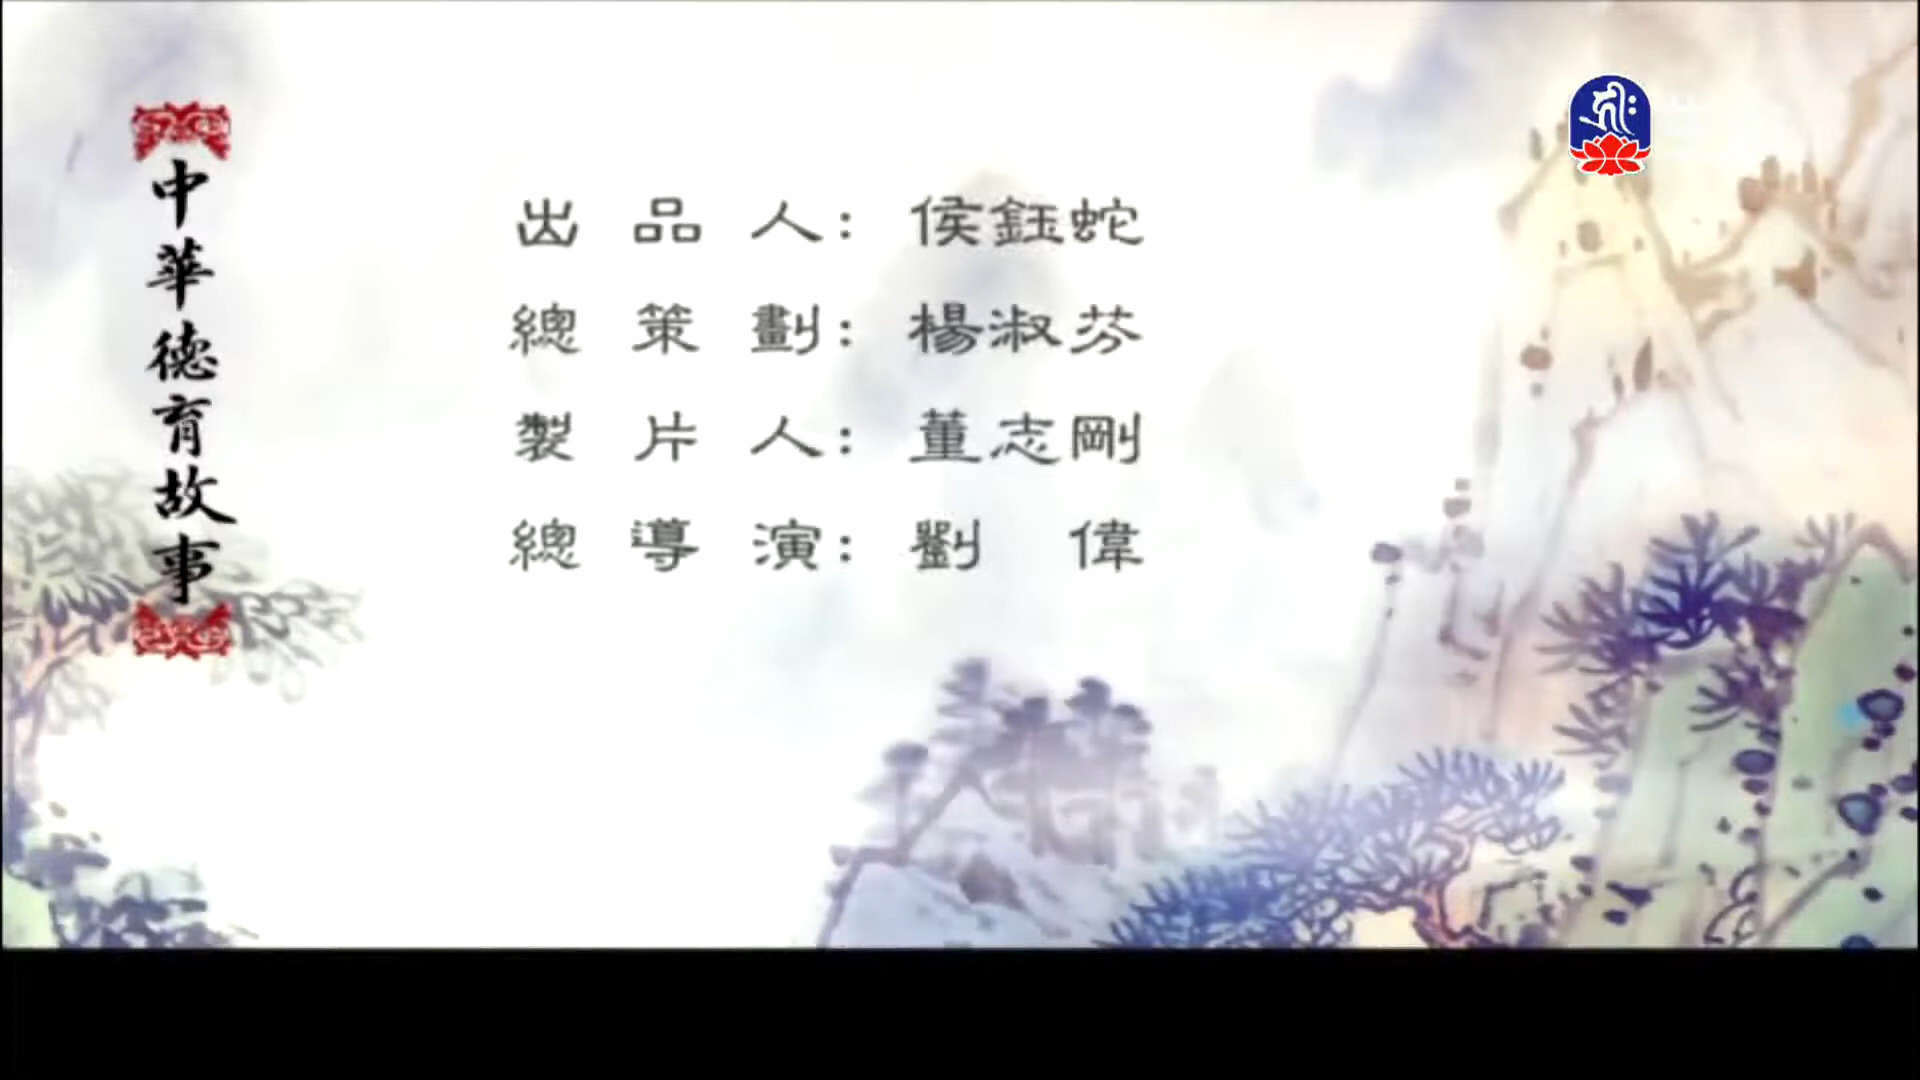 中華德育故事
出品人：侯鈺蛇
總策劃：楊淑芬
製片人：董志剛
總導演：劉 偉